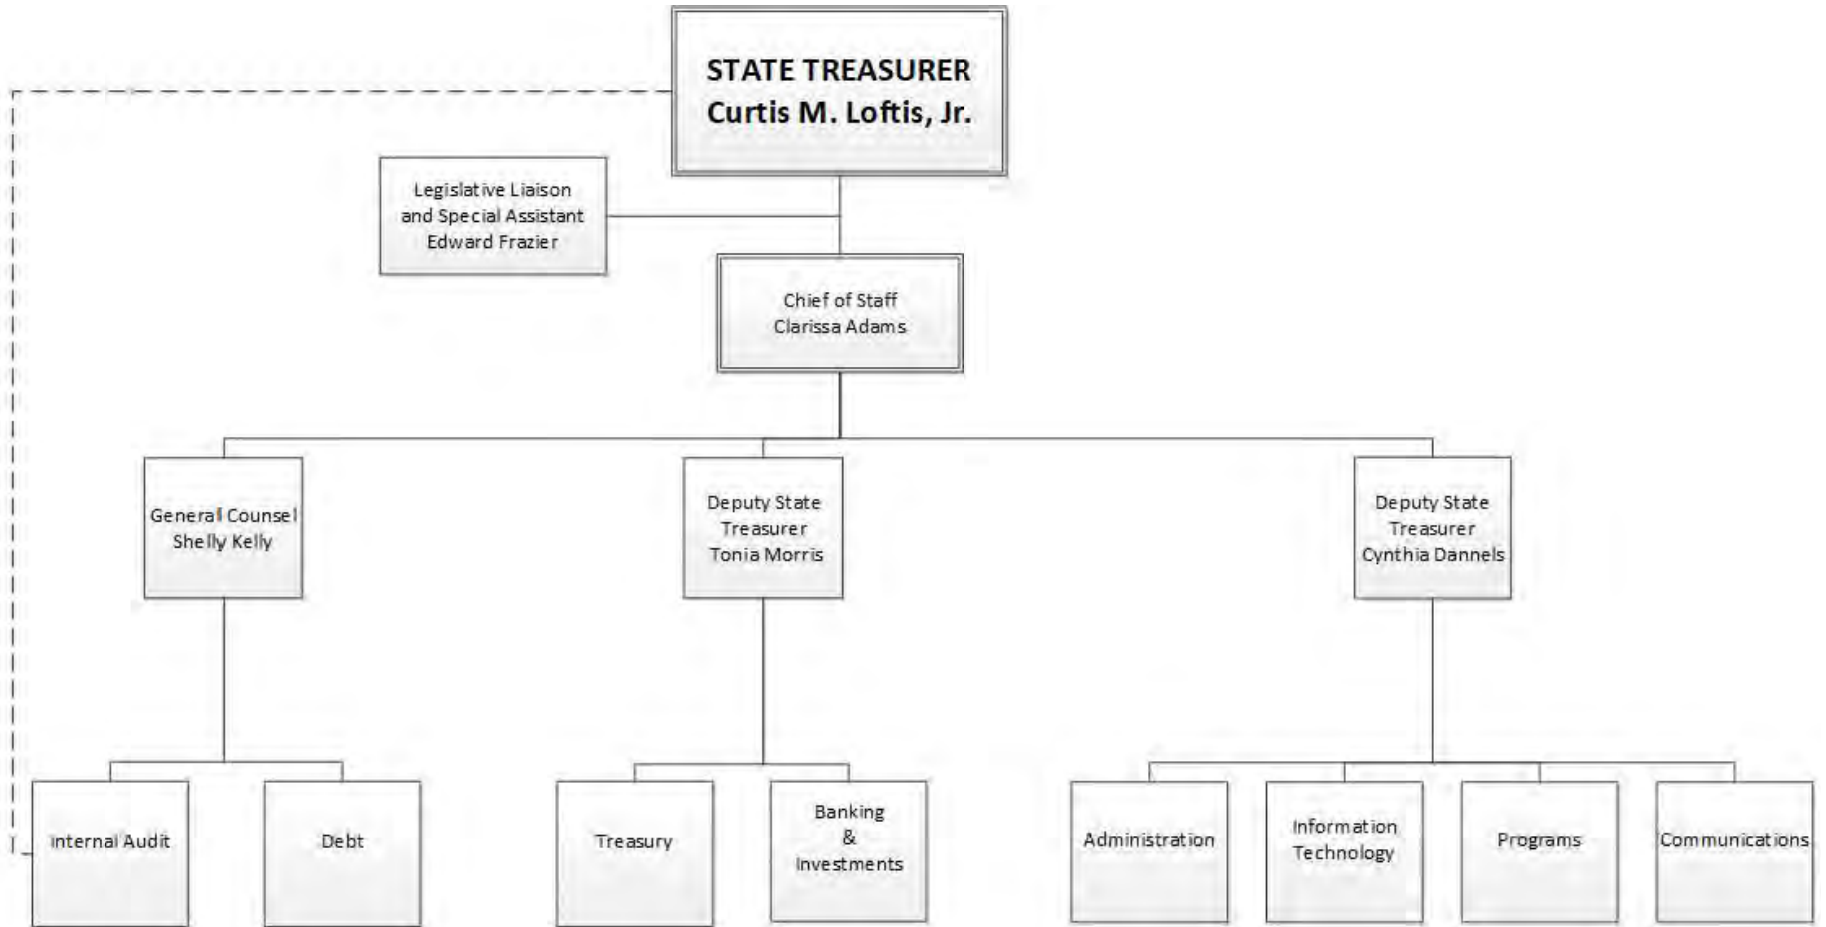 STATE TREASURER
Curtis M. Loftis, Jr.
Legislative Liaison
and Special Assistant
Edward Frazier
Chief of Staff
Clarissa Adams
General Counsel
Shelly Kelly
Deputy State
Treasurer
Tonia Morris
Deputy State
Treasurer
Cynthia Dannels
Internal Audit
Debt
Treasury
Banking
&
Investments
Administration
Information
Technology
Programs
Communications